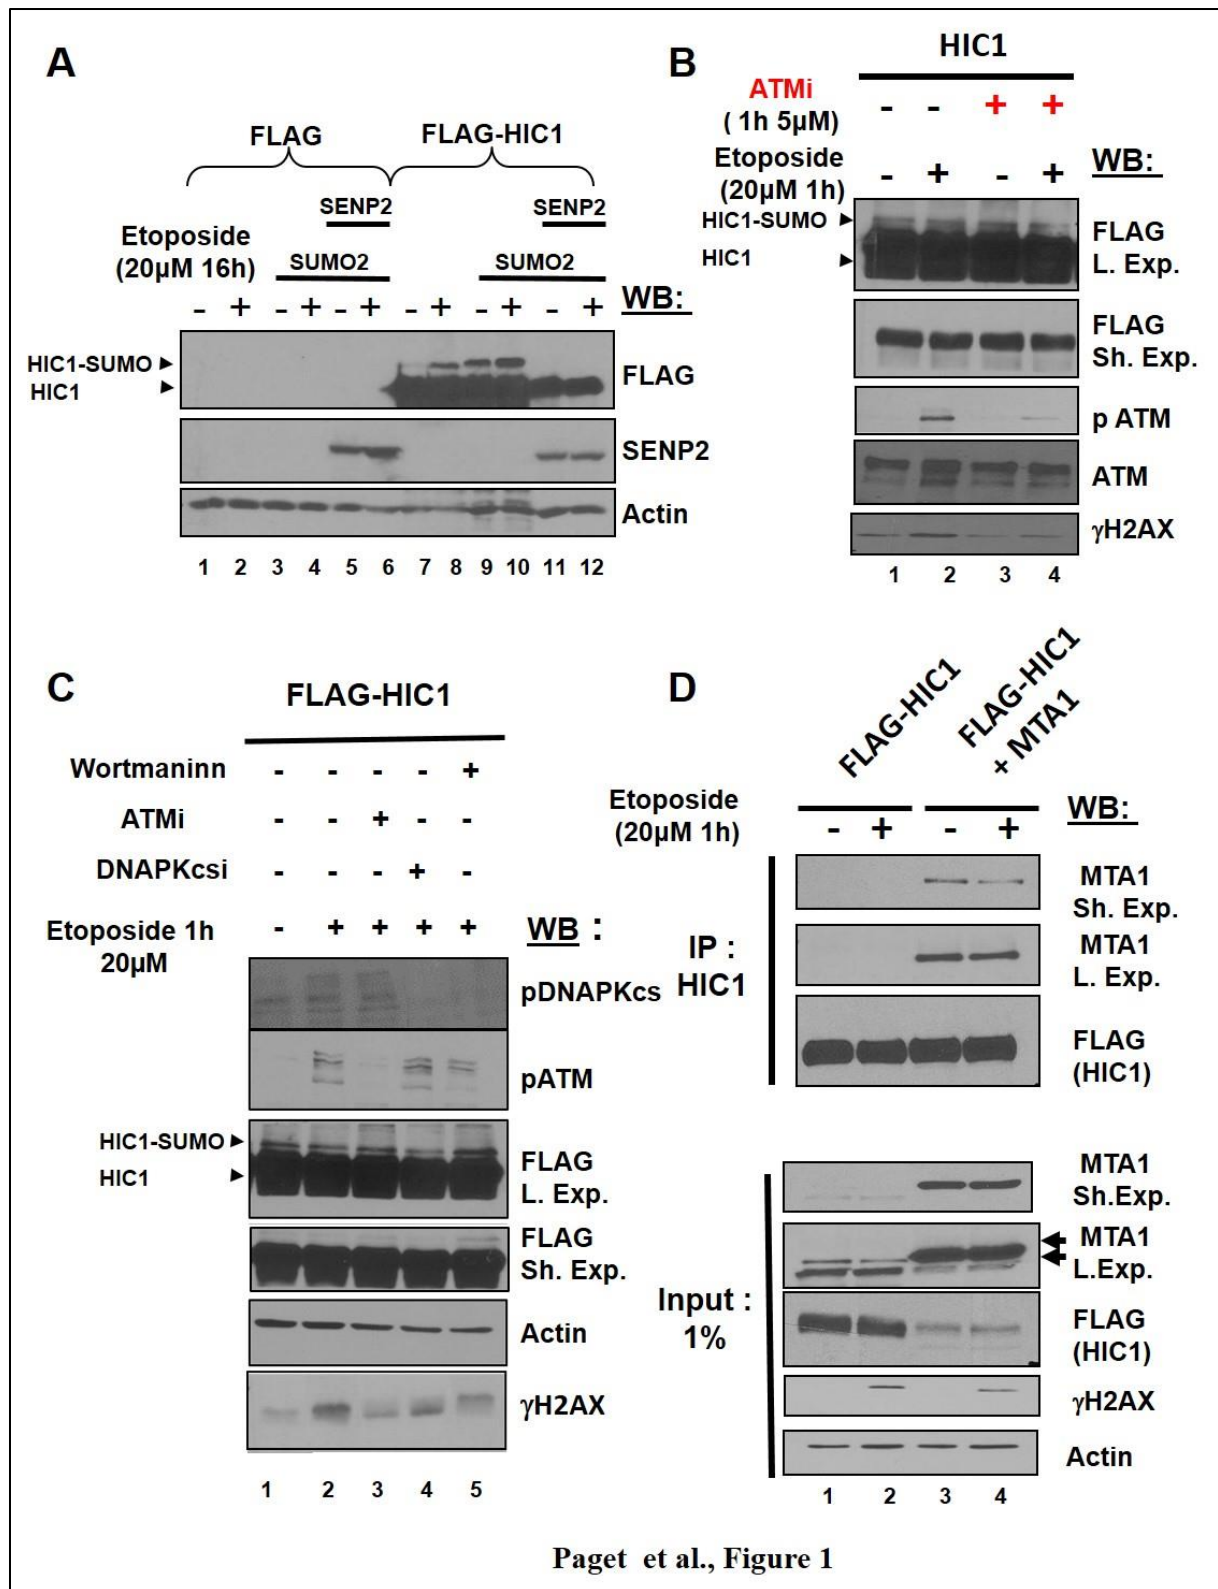 A
FLAG
FLAG-HIC1
SENP2
SENP2
Etoposide
(20µM 16h)
SUMO2
SUMO2
WB:
- + - + - + - + - + - +
HIC1-SUMO
HIC1
FLAG
SENP2
Actin
1 2 3 4 5 6 7 8 9 10 11 12
B
HIC1
ATMi
( 1h 5µM)
- - + +
Etoposide
(20µM 1h)
- + - +
WB:
HIC1-SUMO
HIC1
FLAG
L. Exp.
FLAG
Sh. Exp.
p ATM
ATM
γH2AX
1 2 3 4
C
FLAG-HIC1
Wortmaninn - - - - +
ATMi - - + - -
DNAPKcsi - - - + -
Etoposide 1h
20µM
- + + + +
WB :
pDNAPKcs
pATM
HIC1-SUMO
HIC1
FLAG
L. Exp.
FLAG
Sh. Exp.
Actin
γH2AX
1 2 3 4 5
D
FLAG-HIC1
FLAG-HIC1
+ MTA1
Etoposide
(20µM 1h)
- + - +
WB:
IP :
HIC1
MTA1
Sh. Exp.
MTA1
L. Exp.
FLAG
(HIC1)
Input :
1%
MTA1
Sh.Exp.
MTA1
L.Exp.
FLAG
(HIC1)
γH2AX
Actin
1 2 3 4
Paget et al., Figure 1